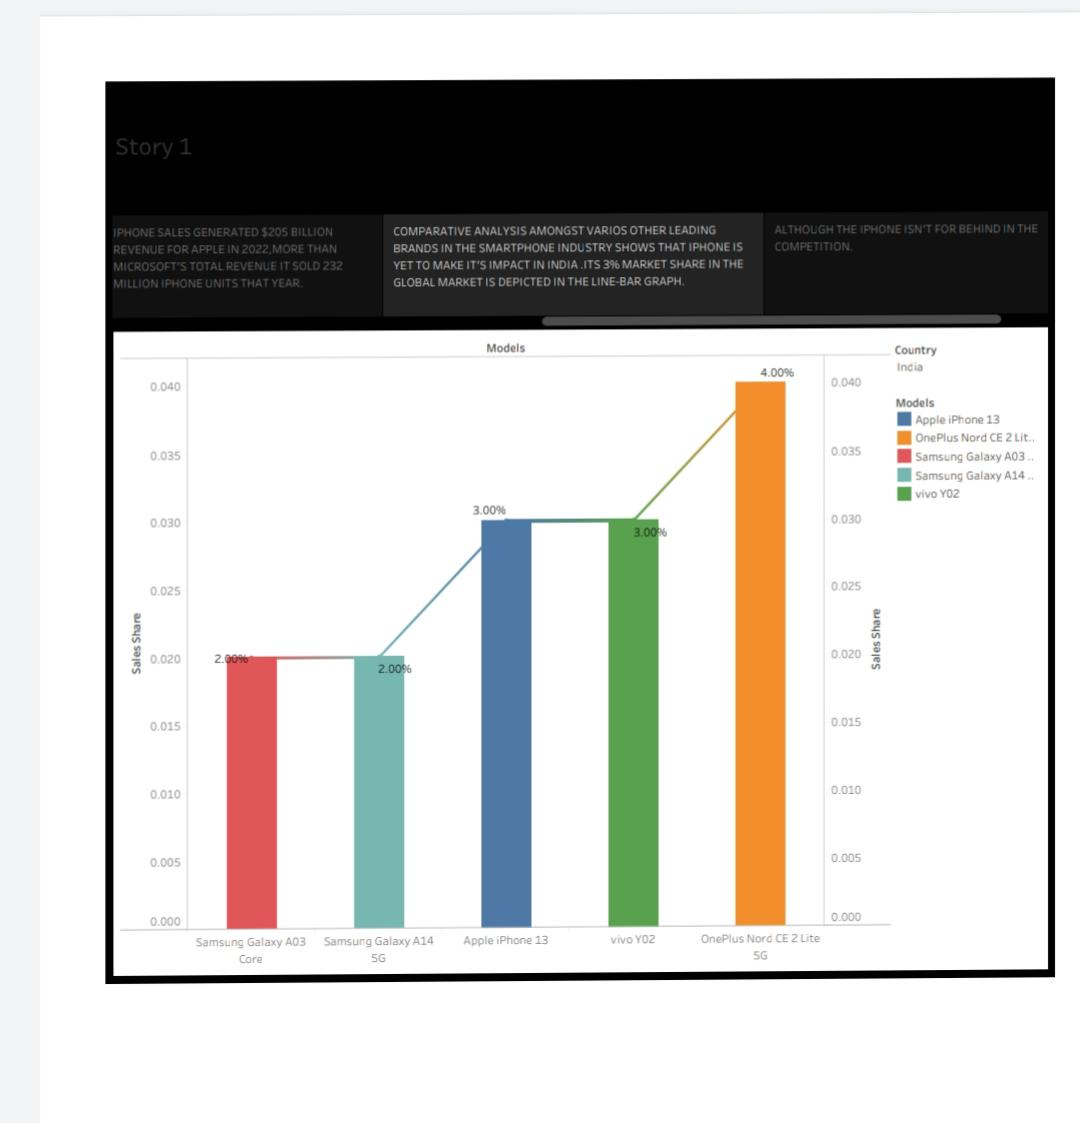 Story 1
IPHONE SALES GENERATED $205 BILLION
REVENUE FOR APPLE IN 2022,MORE THAN
MICROSOFT'S TOTAL REVENUE IT SOLD 232
MILLION IPHONE UNITS THAT YEAR.
COMPARATIVE ANALYSIS AMONGST VARIOS OTHER LEADING
BRANDS IN THE SMARTPHONE INDUSTRY SHOWS THAT IPHONE IS
YET TO MAKE IT'S IMPACT IN INDIA .ITS 3% MARKET SHARE IN THE
GLOBAL MARKET IS DEPICTED IN THE LINE-BAR GRAPH.
ALTHOUGH THE IPHONE ISN'T FOR BEHIND IN THE
COMPETITION.
Models
0.040
0.035
0.030
0.025
0.020
0.015
0.010
0.005
0.000
Sales Share
2.00%
2.00%
3.00%
3.00%
4.00%
0.040
0.035
0.030
0.025
0.020
0.015
0.010
0.005
0.000
Sales Share
Samsung Galaxy A03
Core
Samsung Galaxy A14
5G
Apple iPhone 13
vivo Y02
OnePlus Nord CE 2 Lite
5G
Country
India
Models
Apple iPhone 13
OnePlus Nord CE 2 Lit..
Samsung Galaxy A03 ..
Samsung Galaxy A14 ..
vivo Y02